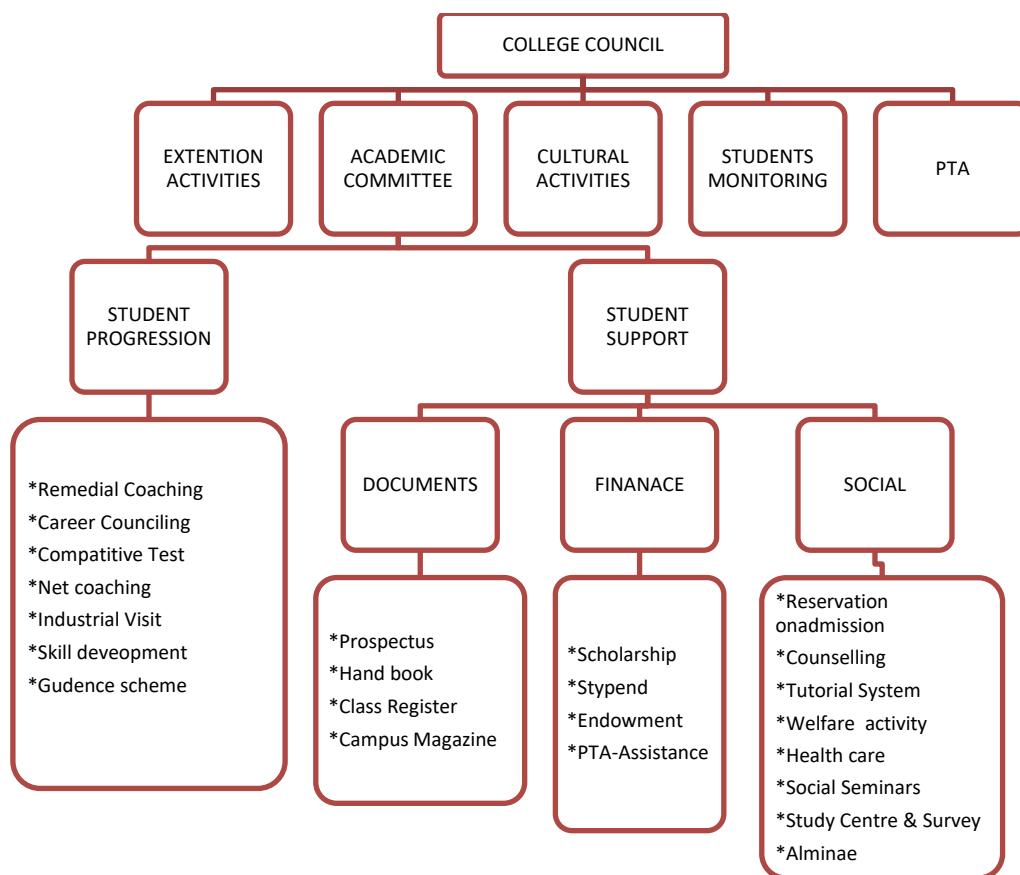 COLLEGE COUNCIL
EXTENTION
ACTIVITIES
ACADEMIC
COMMITTEE
CULTURAL
ACTIVITIES
STUDENTS
MONITORING
PTA
STUDENT
PROGRESSION
STUDENT
SUPPORT
*Remedial Coaching
*Career Counciling
*Compatitive Test
*Net coaching
*Industrial Visit
*Skill deveopment
*Gudence scheme
DOCUMENTS
FINANACE
SOCIAL
*Prospectus
*Hand book
*Class Register
*Campus Magazine
*Scholarship
*Stypend
*Endowment
*PTA-Assistance
*Reservation
onadmission
*Counselling
*Tutorial System
*Welfare activity
*Health care
*Social Seminars
*Study Centre & Survey
*Alminae